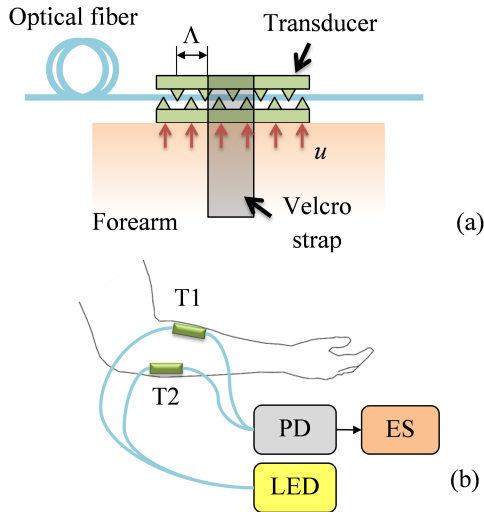 Optical fiber
Transducer
Λ
u
Forearm
Velcro
strap
(a)
T1
T2
PD
ES
LED
(b)